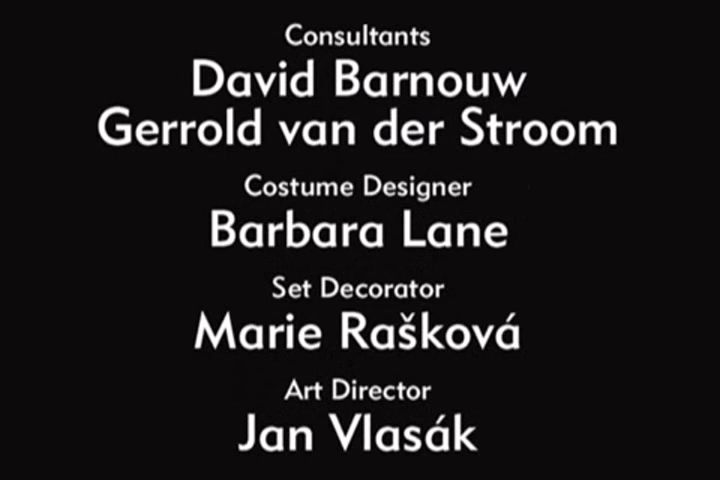 Consultants
David Barnouw
Gerrold van der Stroom
Costume Designer
Barbara Lane
Set Decorator
Marie Rašková
Art Director
Jan Vlasák